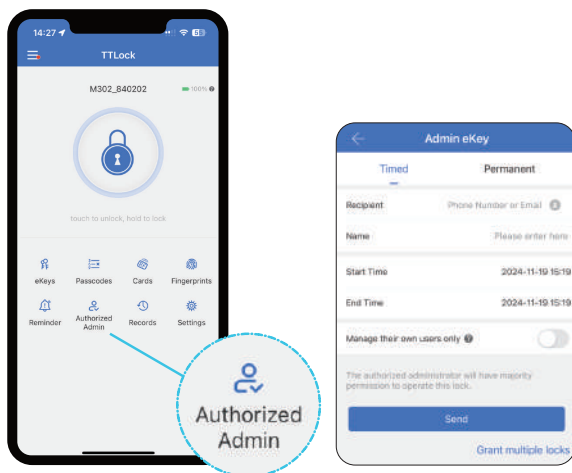 14:27
TTLock
M302_840202
100%
touch to unlock, hold to lock
eKeys Passcodes Cards Fingerprints
Reminder Authorized Admin Records Settings
Authorized
Admin
Admin eKey
Timed Permanent
Recipient Phone Number or Email
Name Please enter here
Start Time 2024-11-19 15:19
End Time 2024-11-19 15:19
Manage their own users only
The authorized administrator will have majority
permission to operate this lock.
Send
Grant multiple locks